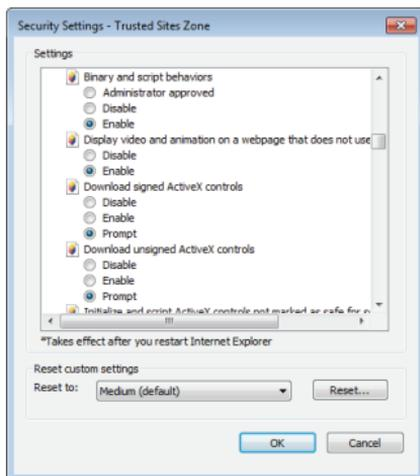 Security Settings - Trusted Sites Zone
Settings
Binary and script behaviors
Administrator approved
Disable
Enable
Display video and animation on a webpage that does not use
Disable
Enable
Download signed ActiveX controls
Disable
Enable
Prompt
Download unsigned ActiveX controls
Disable
Enable
Prompt
Initialize and script ActiveX controls not marked as safe for
*Takes effect after you restart Internet Explorer
Reset custom settings
Reset to: Medium (default) Reset...
OK Cancel